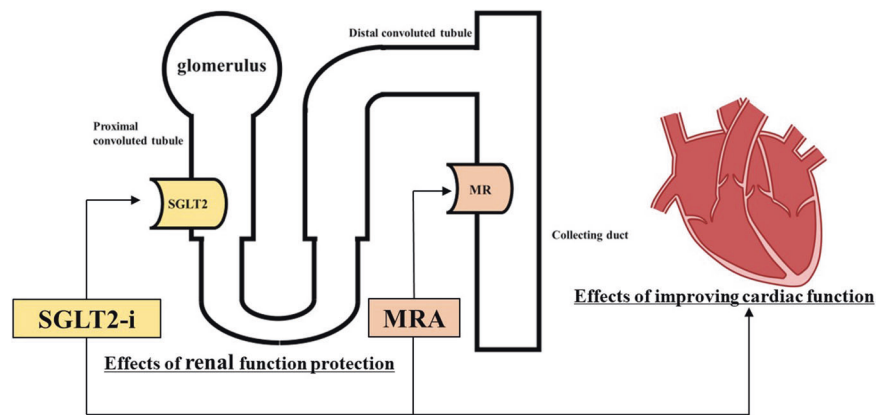 Distal convoluted tubule
glomerulus
Proximal
convoluted tubule
SGLT2
MR
Collecting duct
Effects of improving cardiac function
SGLT2-i
MRA
Effects of renal function protection